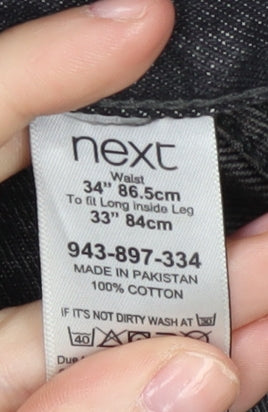 next
Waist
34" 86.5cm
To fit Long Inside Leg
33" 84cm
943-897-334
MADE IN PAKISTAN
100% COTTON
IF IT'S NOT DIRTY WASH AT 30
40
Due